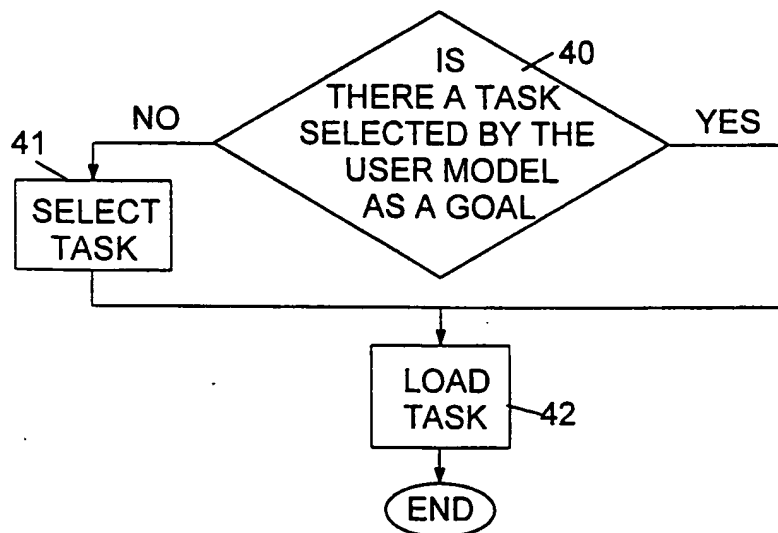 IS
THERE A TASK
SELECTED BY THE
USER MODEL
AS A GOAL
40
NO
YES
41
SELECT
TASK
LOAD
TASK
42
END